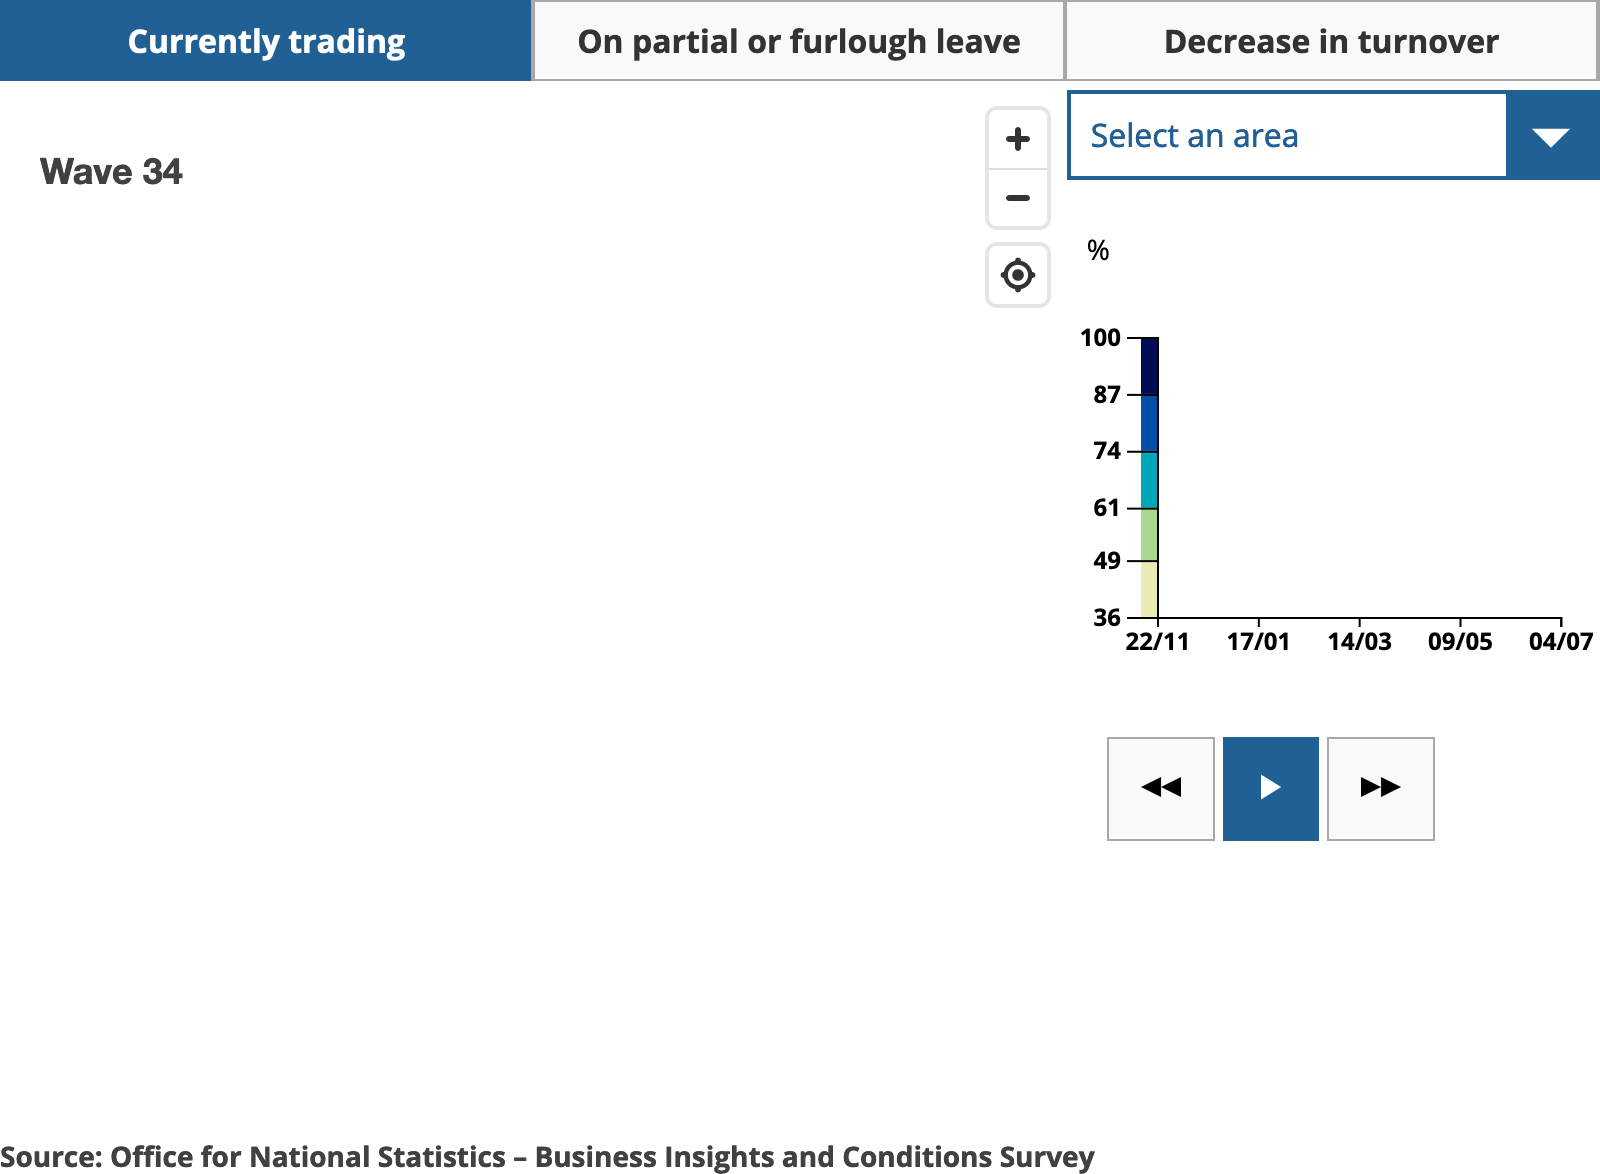 Currently trading
On partial or furlough leave
Decrease in turnover
Select an area
Wave 34
%
100
87
74
61
49
36
22/11 17/01 14/03 09/05 04/07
Source: Office for National Statistics – Business Insights and Conditions Survey